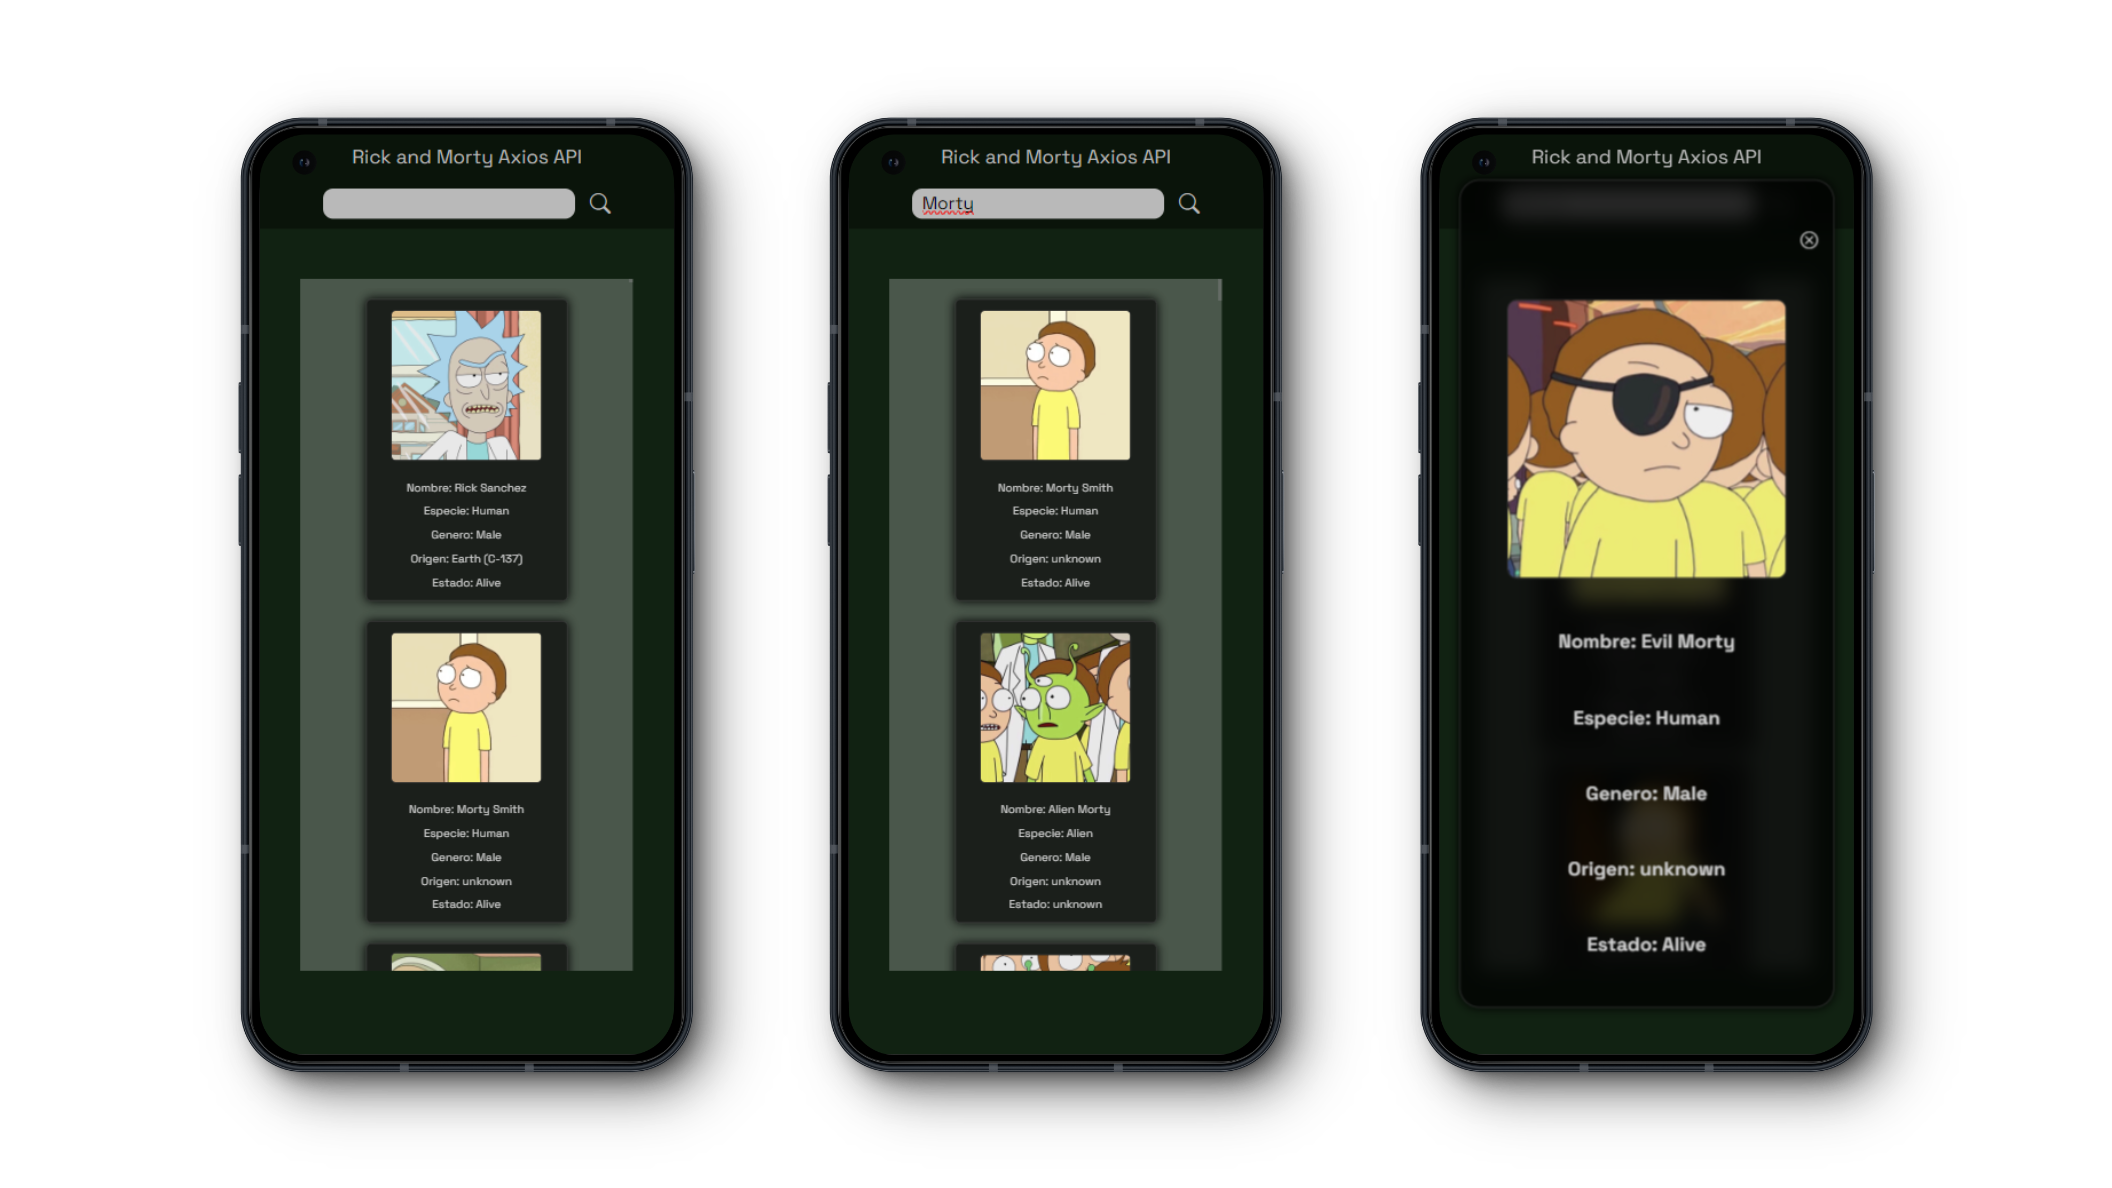 Rick and Morty Axios API
Nombre: Rick Sanchez
Especie: Human
Genero: Male
Origen: Earth (C-137)
Estado: Alive
Nombre: Morty Smith
Especie: Human
Genero: Male
Origen: unknown
Estado: Alive
Rick and Morty Axios API
Morty
Nombre: Morty Smith
Especie: Human
Genero: Male
Origen: unknown
Estado: Alive
Nombre: Alien Morty
Especie: Alien
Genero: Male
Origen: unknown
Estado: unknown
Rick and Morty Axios API
Nombre: Evil Morty
Especie: Human
Genero: Male
Origen: unknown
Estado: Alive